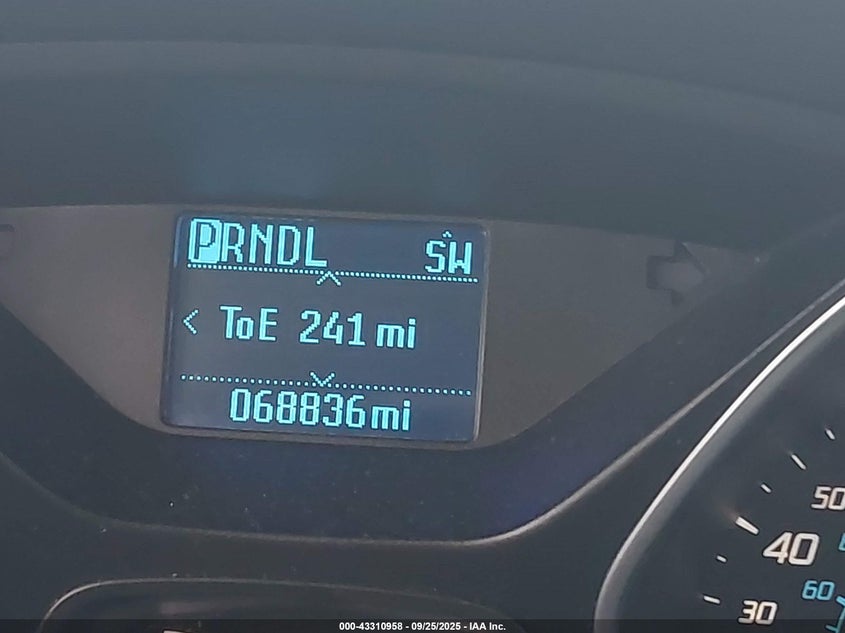 PRNDL SW
< ToE 241 mi
068836mi
50
40
60
30
000-43310958 - 09/25/2025 - IAA Inc.